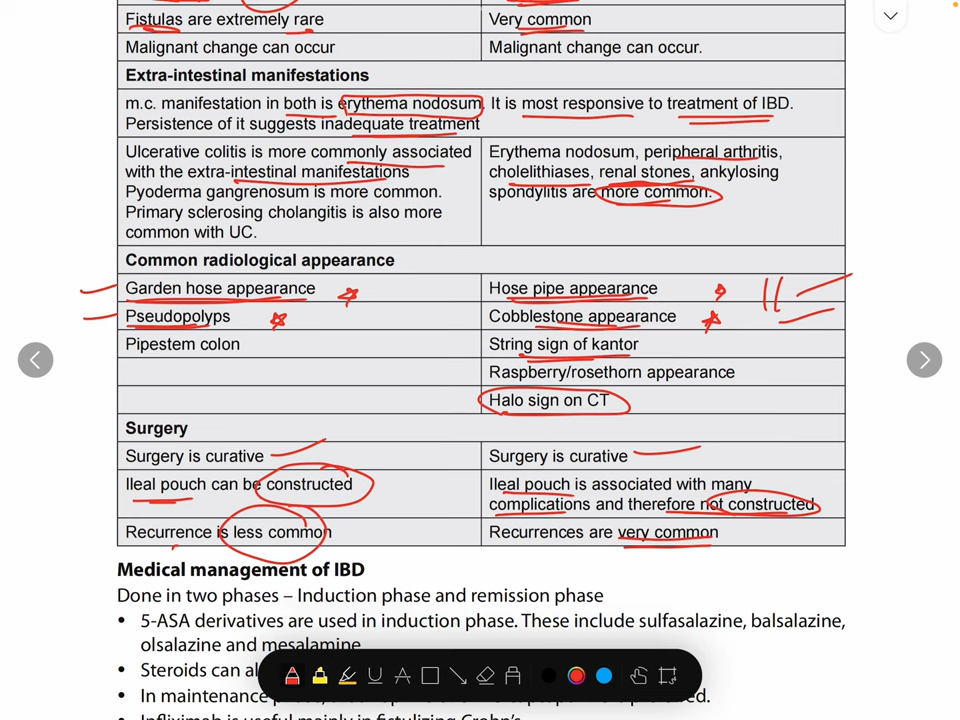 Fistulas are extremely rare
Very common
Malignant change can occur
Malignant change can occur.
Extra-intestinal manifestations
m.c. manifestation in both is erythema nodosum. It is most responsive to treatment of IBD.
Persistence of it suggests inadequate treatment
Ulcerative colitis is more commonly associated
with the extra-intestinal manifestations
Pyoderma gangrenosum is more common.
Primary sclerosing cholangitis is also more
common with UC.
Erythema nodosum, peripheral arthritis,
cholelithiases, renal stones, ankylosing
spondylitis are more common.
Common radiological appearance
Garden hose appearance
Hose pipe appearance
Pseudopolyps
Cobblestone appearance
Pipestem colon
String sign of kantor
Raspberry/rosethorn appearance
Halo sign on CT
Surgery
Surgery is curative
Surgery is curative
Ileal pouch can be constructed
Ileal pouch is associated with many
complications and therefore not constructed
Recurrence is less common
Recurrences are very common
Medical management of IBD
Done in two phases – Induction phase and remission phase
• 5-ASA derivatives are used in induction phase. These include sulfasalazine, balsalazine,
olsalazine and mesalamine
• Steroids can al
• In maintenance
• Infliximab is useful mainly in fistulizing Crohn's